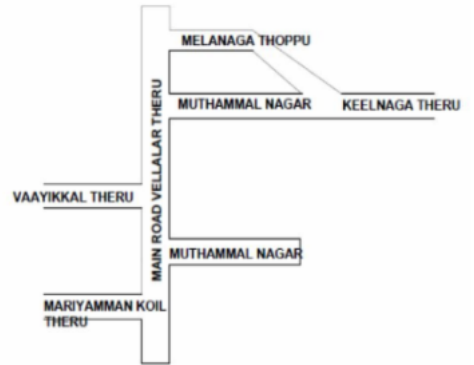 MELANAGA THOPPU
MUTHAMMAL NAGAR
KEELNAGA THERU
MAIN ROAD VELLALAR THERU
VAAYIKKAL THERU
MUTHAMMAL NAGAR
MARIYAMMAN KOIL
THERU